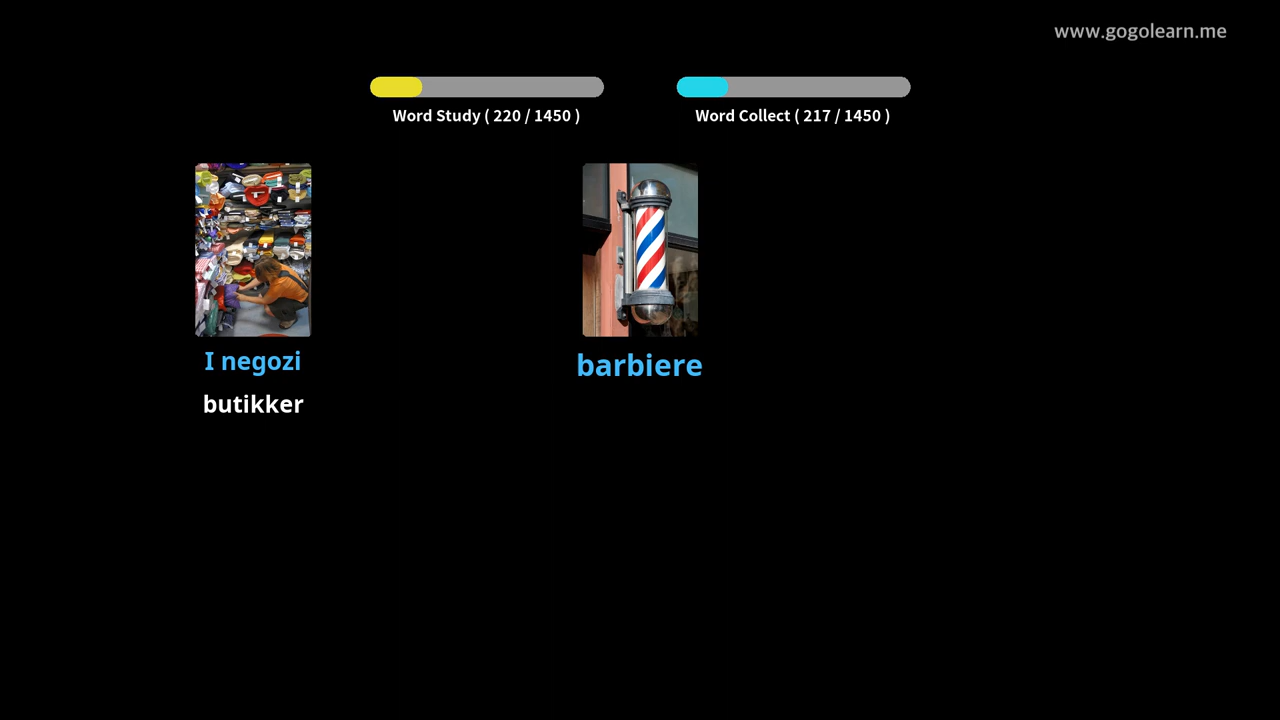 www.gogolearn.me
Word Study ( 220 / 1450 )
Word Collect ( 217 / 1450 )
I negozi
butikker
barbiere